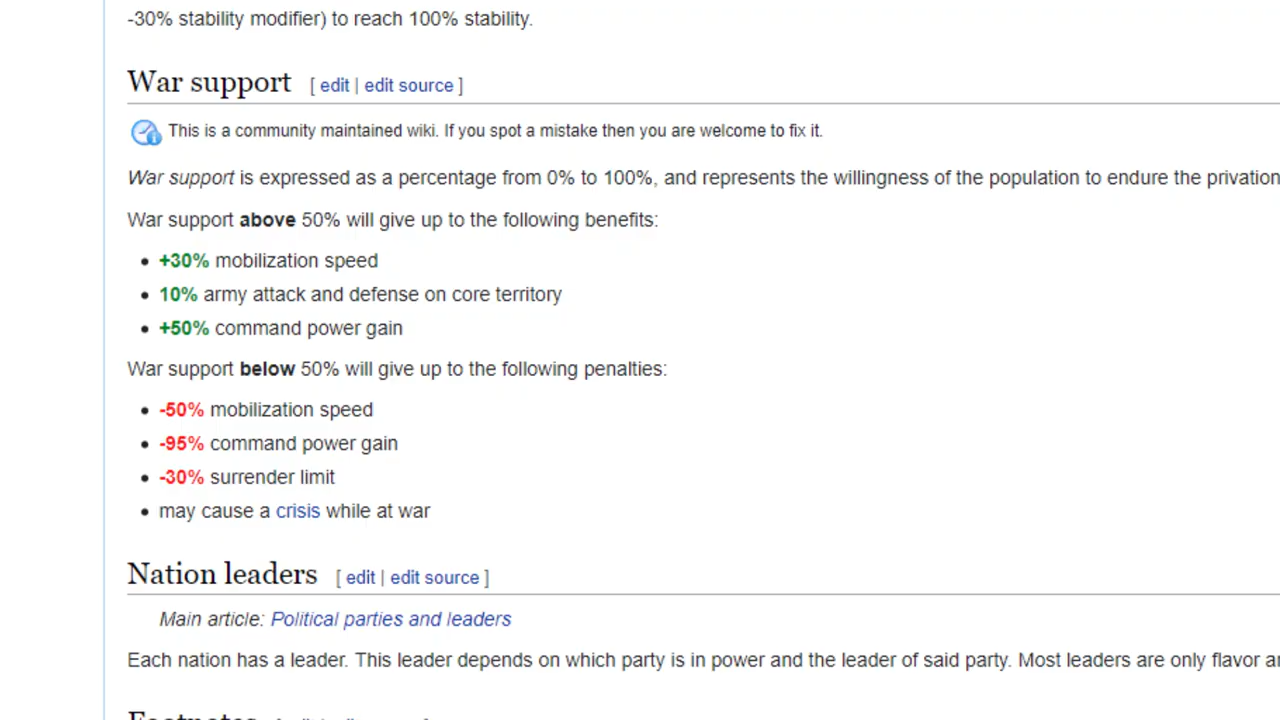 -30% stability modifier) to reach 100% stability.
War support [ edit | edit source ]
This is a community maintained wiki. If you spot a mistake then you are welcome to fix it.
War support is expressed as a percentage from 0% to 100%, and represents the willingness of the population to endure the privation
War support above 50% will give up to the following benefits:
• +30% mobilization speed
• 10% army attack and defense on core territory
• +50% command power gain
War support below 50% will give up to the following penalties:
• -50% mobilization speed
• -95% command power gain
• -30% surrender limit
• may cause a crisis while at war
Nation leaders [ edit | edit source ]
Main article: Political parties and leaders
Each nation has a leader. This leader depends on which party is in power and the leader of said party. Most leaders are only flavor